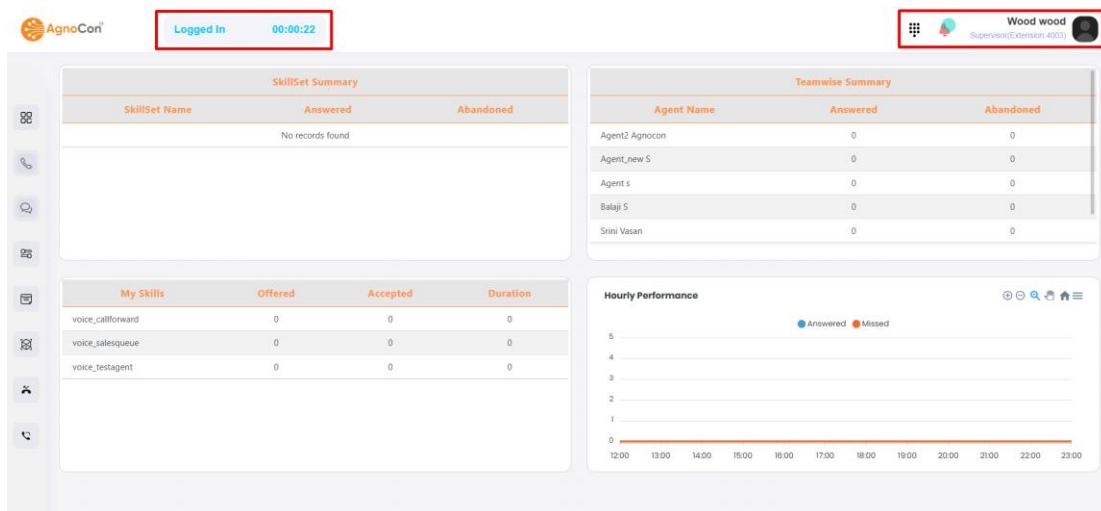 AgnoCon
Logged In 00:00:22
Wood wood
Supervisor(Extension:4003)
SkillSet Summary
SkillSet Name Answered Abandoned
No records found
Teamwise Summary
Agent Name Answered Abandoned
Agent2 Agnocon 0 0
Agent_new S 0 0
Agent s 0 0
Balaji S 0 0
Srini Vasan 0 0
My Skills Offered Accepted Duration
voice_callforward 0 0 0
voice_salesqueue 0 0 0
voice_testagent 0 0 0
Hourly Performance
Answered Missed
5
4
3
2
1
0
12:00 13:00 14:00 15:00 16:00 17:00 18:00 19:00 20:00 21:00 22:00 23:00